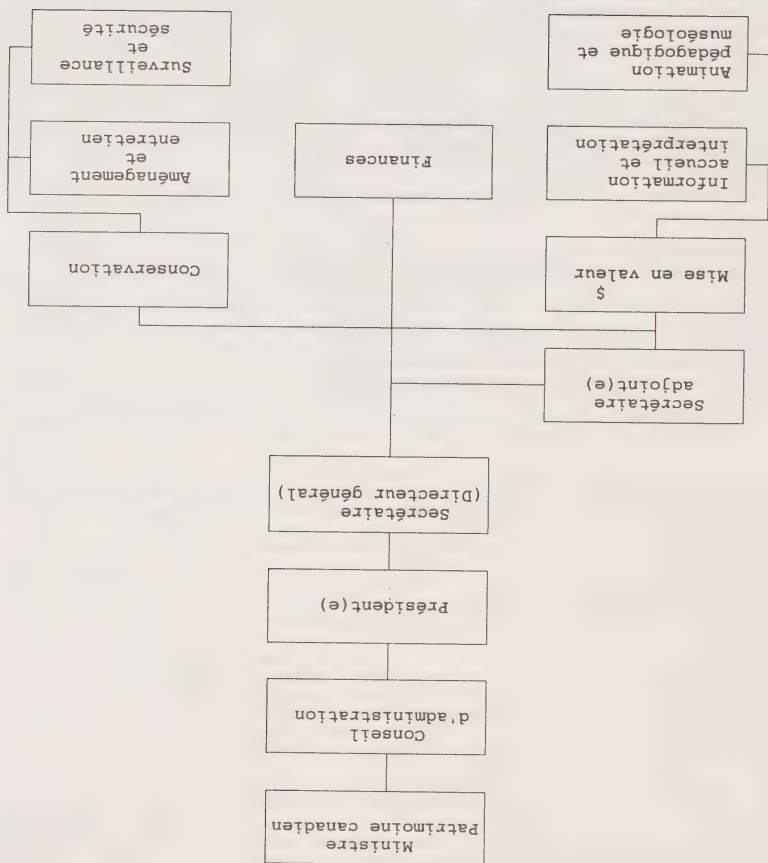 Ministre
Patrimoine canadien
Conseil
d'administration
Président(e)
Secrétaire
(Directeur général)
Secrétaire
adjoint(e)
$
Mise en valeur
Conservation
Information
accueil et
interprétation
Finances
Aménagement
et
entretien
Animation
pédagogique et
muséologie
Surveillance
et
sécurité